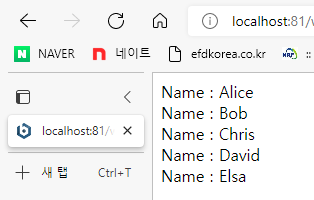 localhost:81/
NAVER
네이트
efdkorea.co.kr
localhost:81/
새 탭 Ctrl+T
Name : Alice
Name : Bob
Name : Chris
Name : David
Name : Elsa